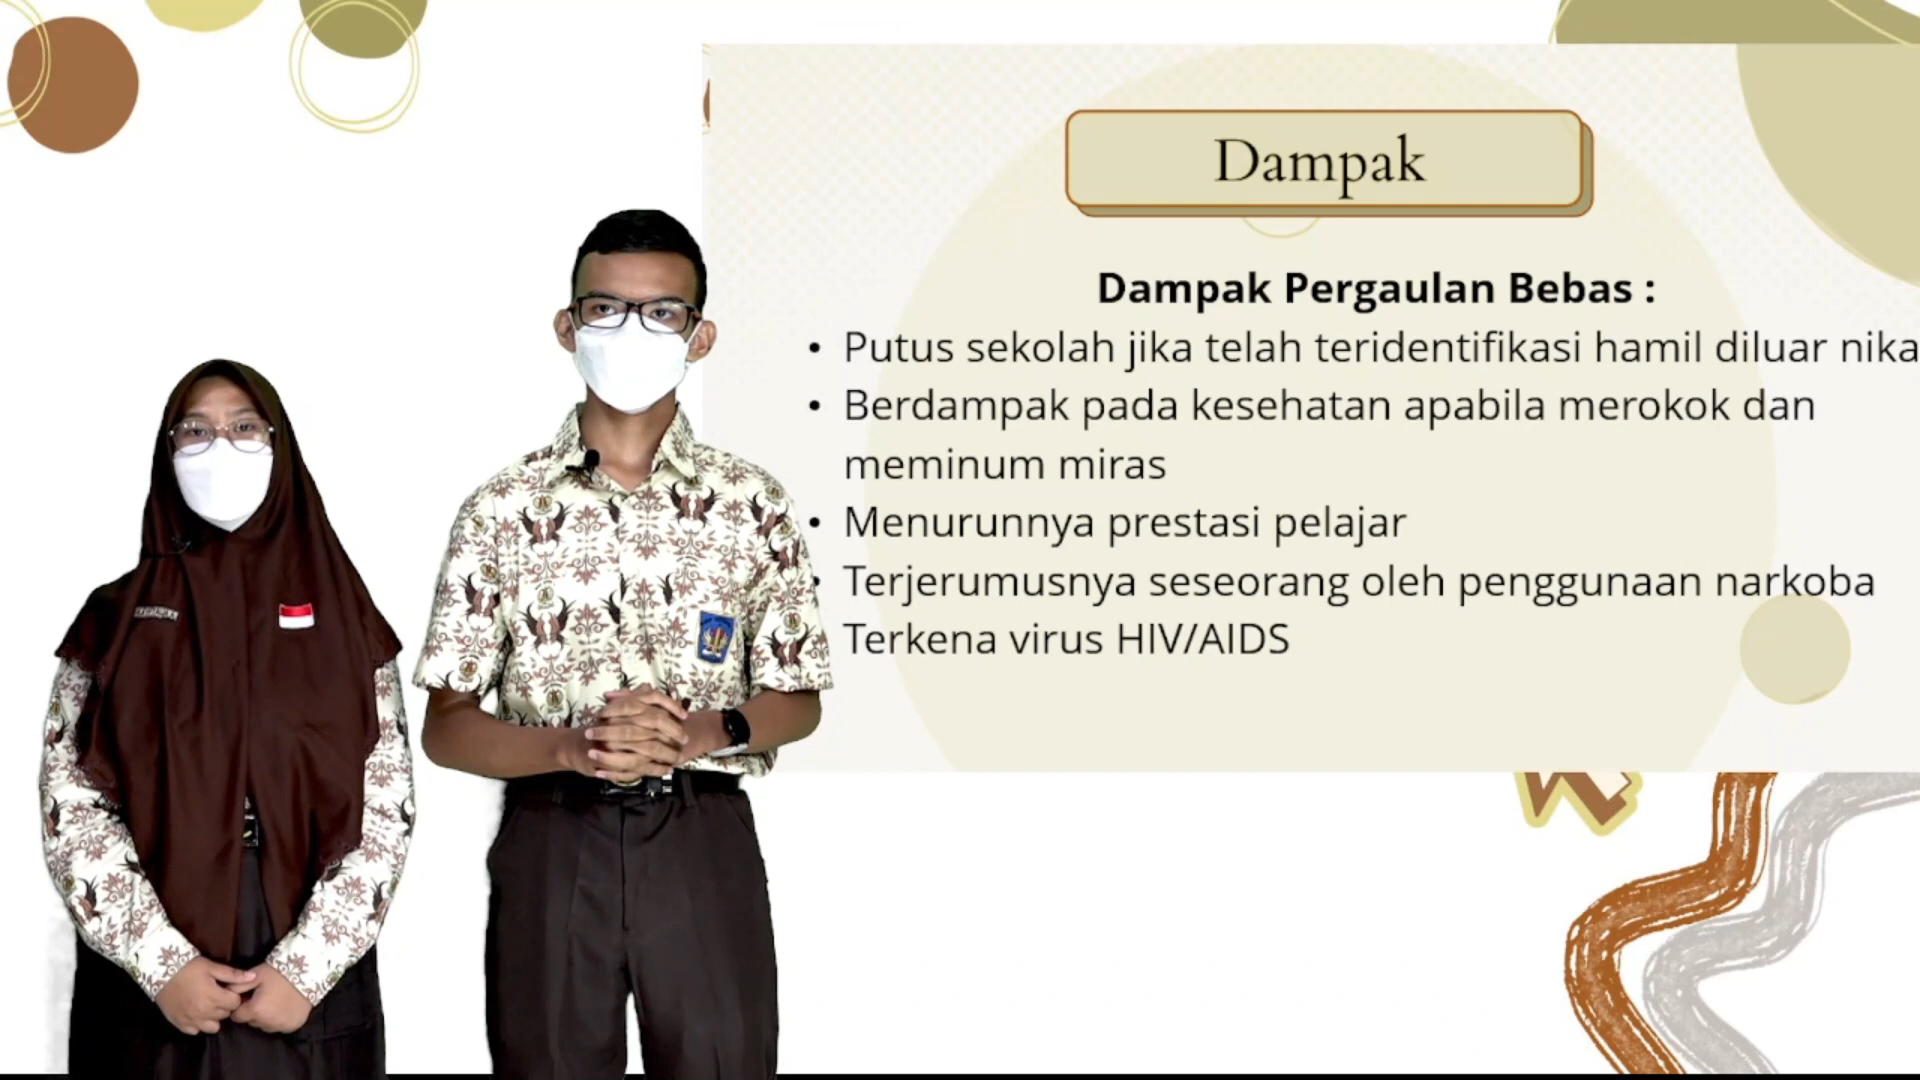 Dampak
Dampak Pergaulan Bebas :
• Putus sekolah jika telah teridentifikasi hamil diluar nika
• Berdampak pada kesehatan apabila merokok dan
meminum miras
• Menurunnya prestasi pelajar
• Terjerumusnya seseorang oleh penggunaan narkoba
Terkena virus HIV/AIDS